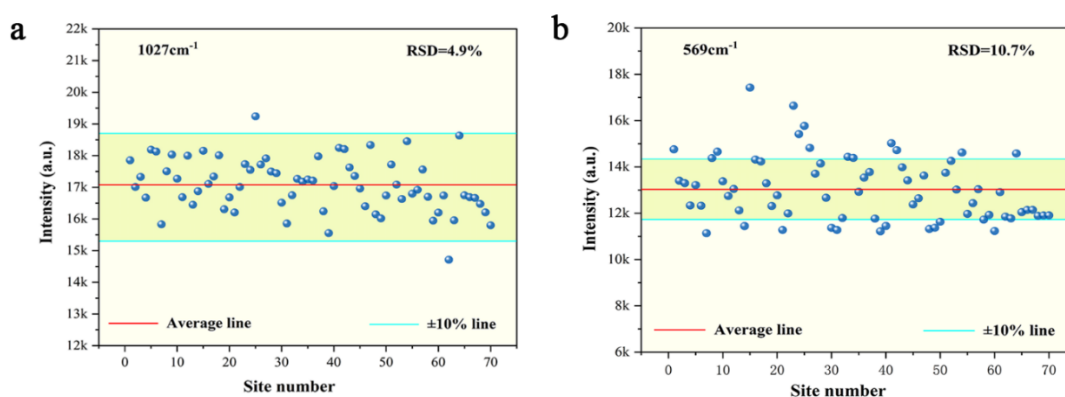 a
1027cm-1
RSD=4.9%
22k
21k
20k
19k
18k
17k
16k
15k
14k
13k
12k
Intensity (a.u.)
Average line
±10% line
0
10
20
30
40
50
60
70
Site number
b
569cm-1
RSD=10.7%
20k
18k
16k
14k
12k
10k
8k
6k
Intensity (a.u.)
Average line
±10% line
0
10
20
30
40
50
60
70
Site number